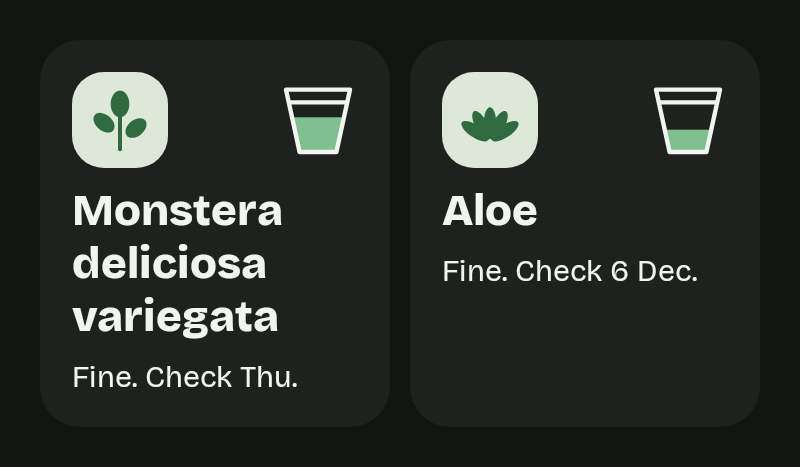 Monstera
deliciosa
variegata
Fine. Check Thu.
Aloe
Fine. Check 6 Dec.